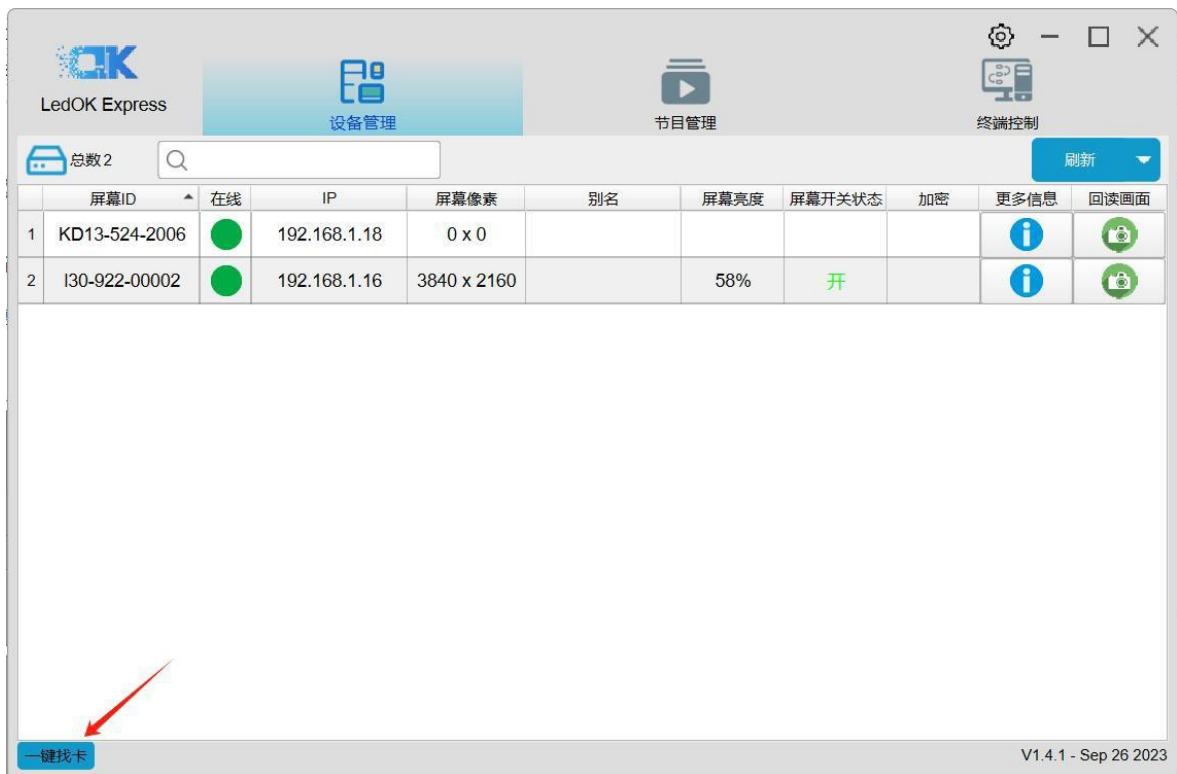 LedOK Express
设备管理
节目管理
终端控制
总数 2
刷新
屏幕ID 在线 IP 屏幕像素 别名 屏幕亮度 屏幕开关状态 加密 更多信息 回读画面
1 KD13-524-2006 192.168.1.18 0 x 0
2 I30-922-00002 192.168.1.16 3840 x 2160 58% 开
一键找卡
V1.4.1 - Sep 26 2023